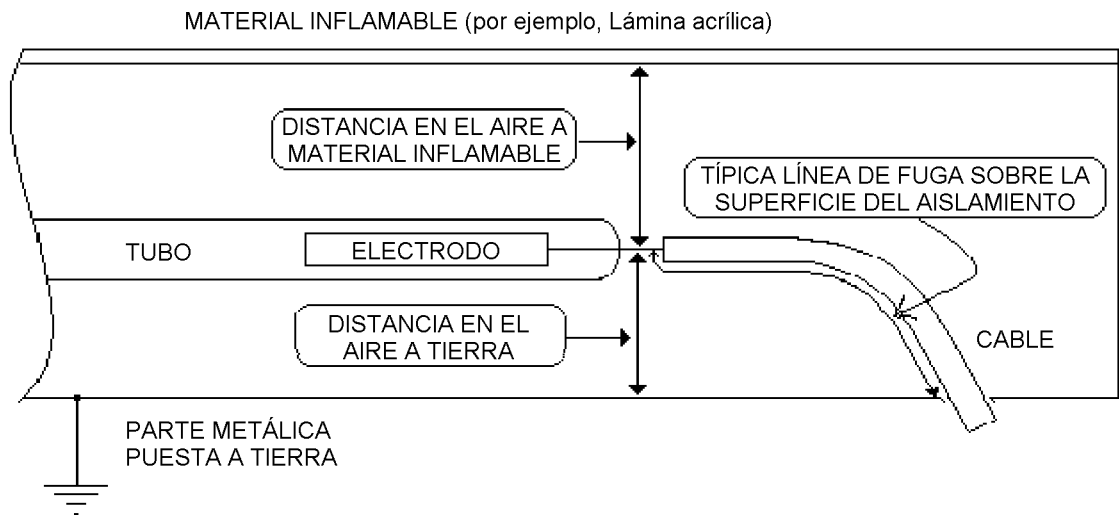 MATERIAL INFLAMABLE (por ejemplo, Lámina acrílica)
DISTANCIA EN EL AIRE A
MATERIAL INFLAMABLE
TÍPICA LÍNEA DE FUGA SOBRE LA
SUPERFICIE DEL AISLAMIENTO
TUBO
ELECTRODO
DISTANCIA EN EL
AIRE A TIERRA
CABLE
PARTE METÁLICA
PUESTA A TIERRA